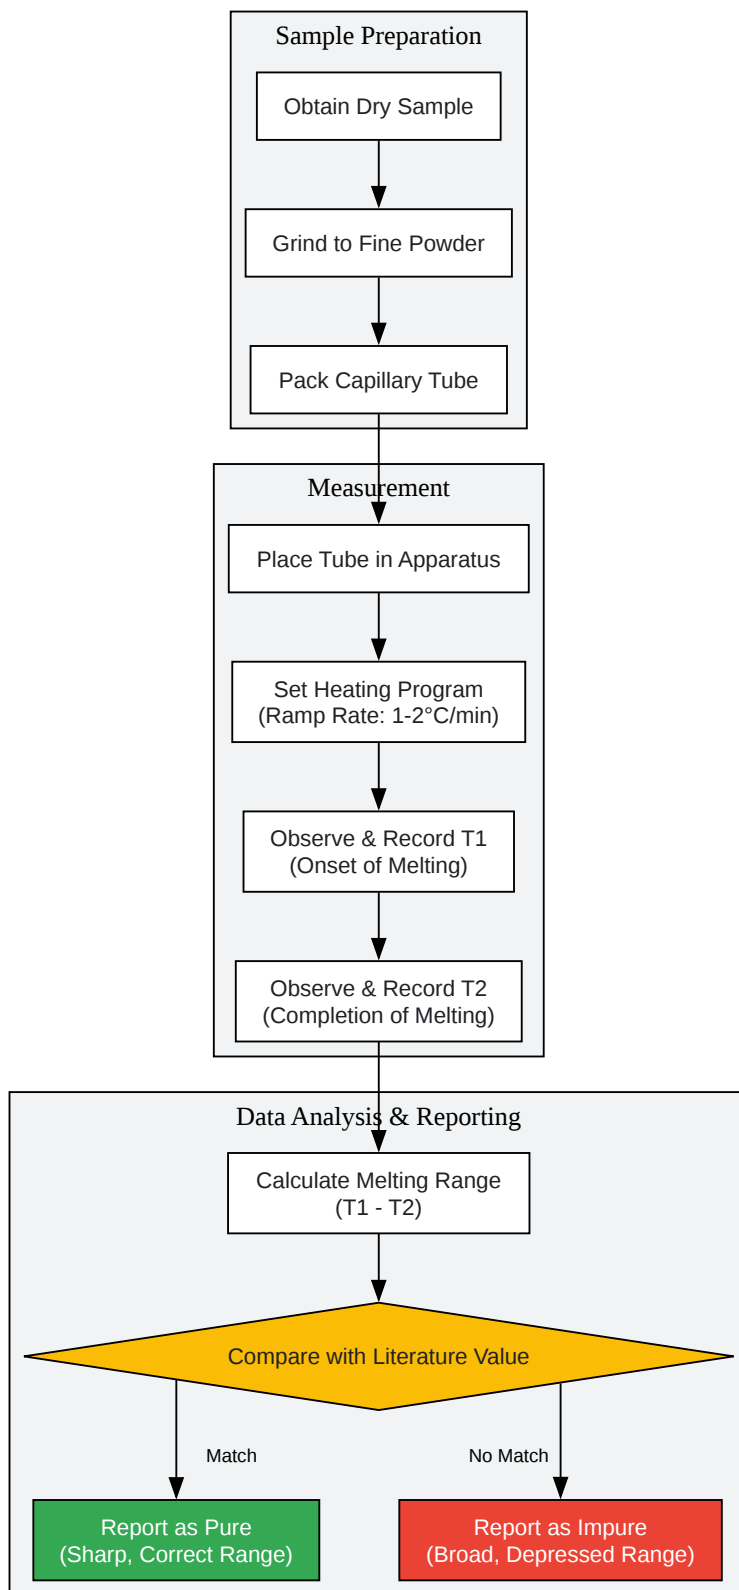 Sample Preparation
Obtain Dry Sample
Grind to Fine Powder
Pack Capillary Tube
Measurement
Place Tube in Apparatus
Set Heating Program
(Ramp Rate: 1-2°C/min)
Observe & Record T1
(Onset of Melting)
Observe & Record T2
(Completion of Melting)
Data Analysis & Reporting
Calculate Melting Range
(T1 - T2)
Compare with Literature Value
Match
No Match
Report as Pure
(Sharp, Correct Range)
Report as Impure
(Broad, Depressed Range)